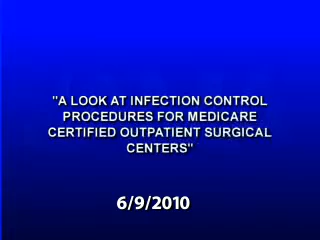 "A LOOK AT INFECTION CONTROL
PROCEDURES FOR MEDICARE
CERTIFIED OUTPATIENT SURGICAL
CENTERS"
6/9/2010